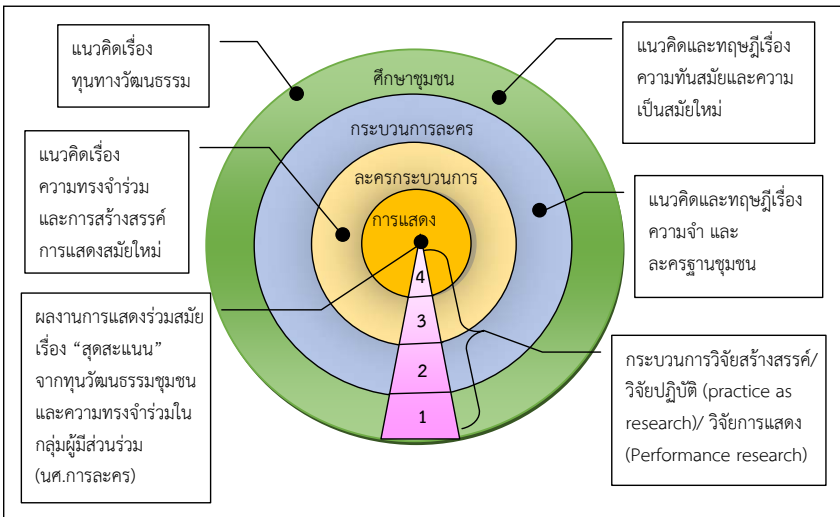 แนวคิดเรื่อง
ทุนทางวัฒนธรรม
แนวคิดเรื่อง
ความทรงจำร่วม
และการสร้างสรรค์
การแสดงสมัยใหม่
ผลงานการแสดงร่วมสมัย
เรื่อง “สุดสะแนน”
จากทุนวัฒนธรรมชุมชน
และความทรงจำร่วมใน
กลุ่มผู้มีส่วนร่วม
(นศ.การละคร)
ศึกษาชุมชน
กระบวนการละคร
ละครกระบวนการ
การแสดง
4
3
2
1
แนวคิดและทฤษฎีเรื่อง
ความทันสมัยและความ
เป็นสมัยใหม่
แนวคิดและทฤษฎีเรื่อง
ความจำ และ
ละครฐานชุมชน
กระบวนการวิจัยสร้างสรรค์/
วิจัยปฏิบัติ (practice as
research)/ วิจัยการแสดง
(Performance research)